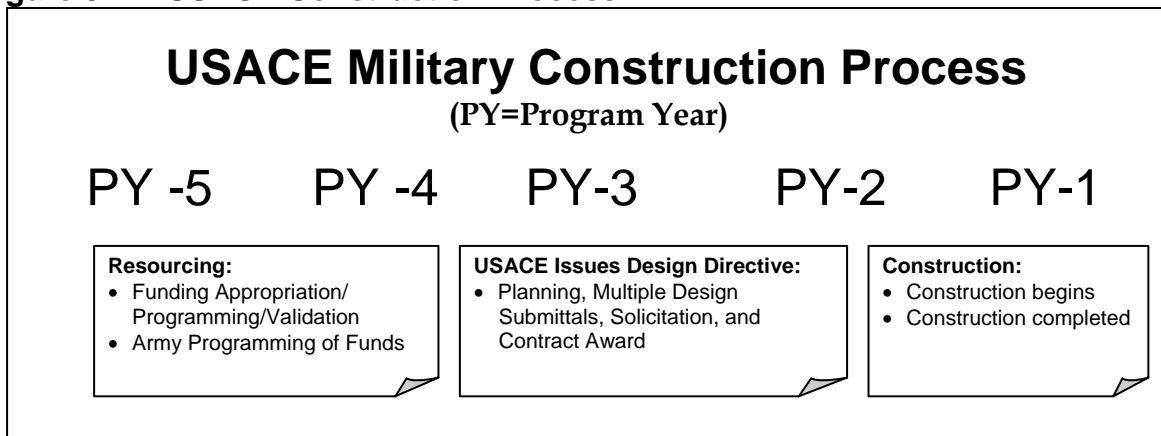 USACE Military Construction Process
(PY=Program Year)
PY -5 PY -4 PY-3 PY-2 PY-1
Resourcing:
• Funding Appropriation/
Programming/Validation
• Army Programming of Funds
USACE Issues Design Directive:
• Planning, Multiple Design
Submittals, Solicitation, and
Contract Award
Construction:
• Construction begins
• Construction completed